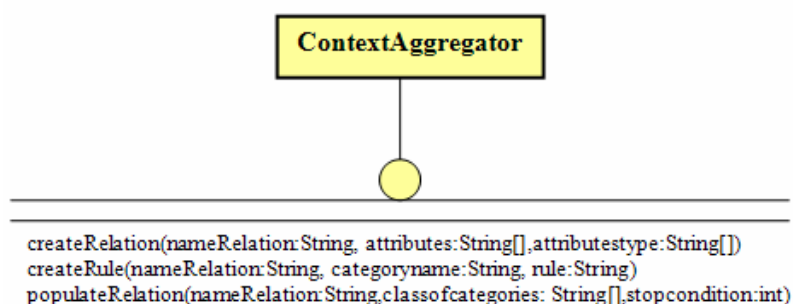 ContextAggregator
createRelation(nameRelation:String, attributes:String[],attributestype:String[])
createRule(nameRelation:String, categoryname:String, rule:String)
populateRelation(nameRelation:String,classofcategories: String[],stopcondition:int)